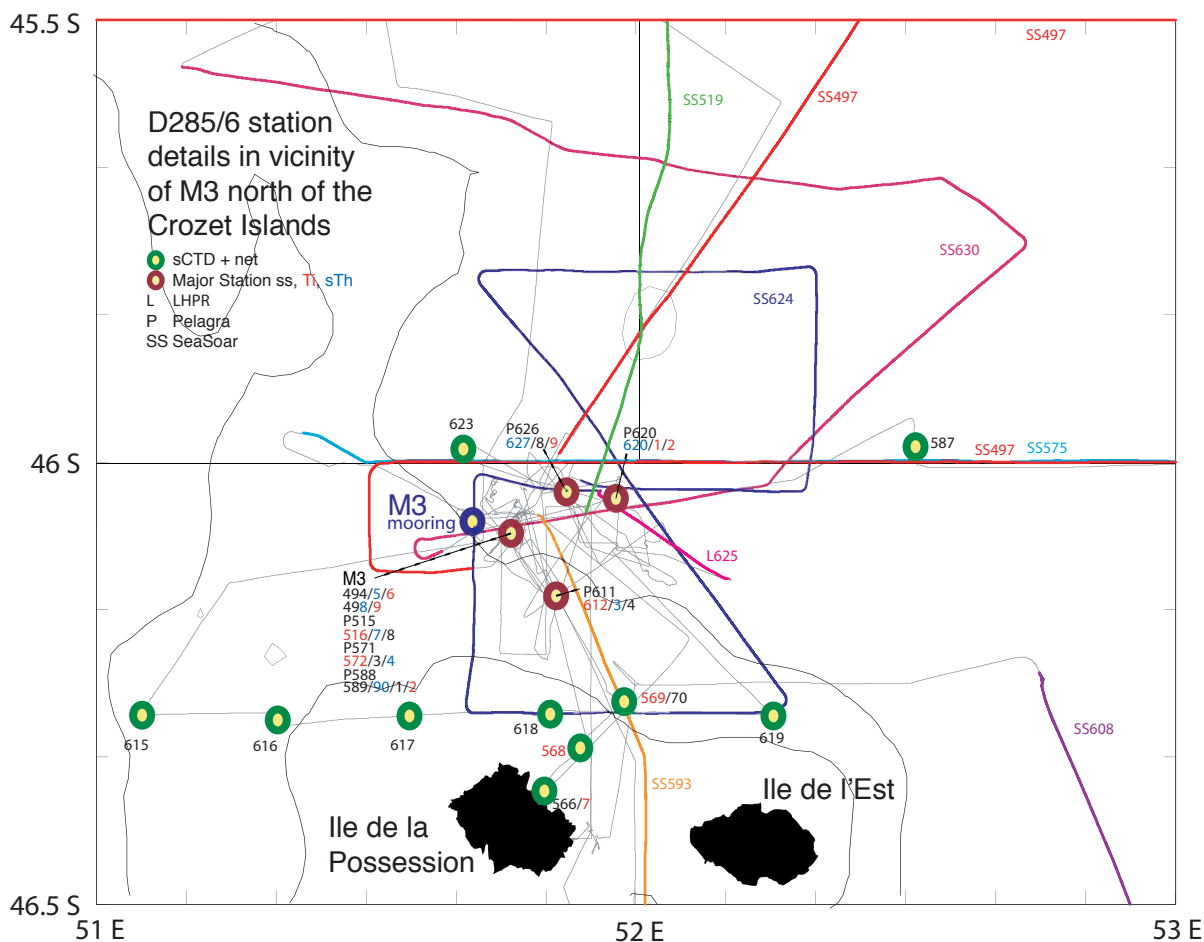 45.5 S
SS497
SS519
SS497
D285/6 station
details in vicinity
of M3 north of the
Crozet Islands
sCTD + net
Major Station ss, Ti, sTh
L LHPR
P Pelagra
SS SeaSoar
SS630
SS624
623
P626
627/8/9
P620
620/1/2
587
SS497
SS575
46 S
M3
mooring
L625
M3
494/5/6
498/9
P515
516/7/8
P571
572/3/4
P588
589/90/1/2
P611
612/3/4
569/70
615
616
617
618
619
568
566/7
SS593
SS608
Ile de la
Possession
Ile de l'Est
46.5 S
51 E
52 E
53 E